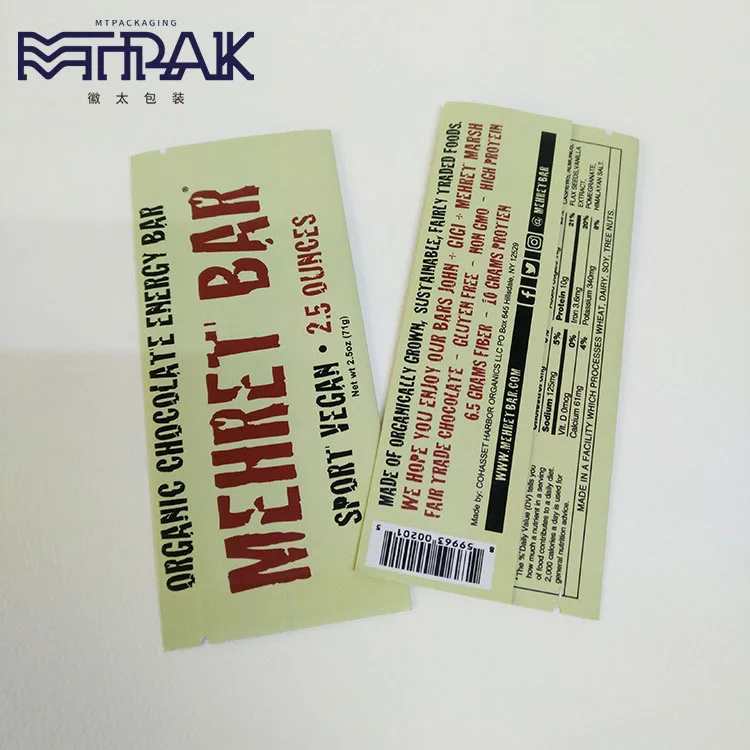 MTPACKAGING
MTPAK
徽太包装
ORGANIC CHOCOLATE ENERGY BAR
MEHRET BAR®
SPORT VEGAN • 2.5 OUNCES
Net wt 2.5oz (71g)
MADE OF ORGANICALLY GROWN, SUSTAINABLE, FAIRLY TRADED FOODS.
WE HOPE YOU ENJOY OUR BARS JOHN + GIGI + MEHRET MARSH
FAIR TRADE CHOCOLATE - GLUTEN FREE - NON GMO - HIGH PROTEIN
6.5 GRAMS FIBER - 10 GRAMS PROTIEN
Made by: COHASSET HARBOR ORGANICS LLC PO Box 645 Hillsdale, NY 12529
WWW.MEHRETBAR.COM
@ MEHRETBAR
59963 00201
FLAX SEEDS, VANILLA
EXTRACT,
POMEGRANATE,
HIMALAYAN SALT.
Sodium 125mg 5%
Protein 10g 21%
Vit. D 0mcg 0%
Iron 3.6mg 20%
Calcium 61mg 4%
Potassium 340mg 8%
MADE IN A FACILITY WHICH PROCESSES WHEAT, DAIRY, SOY, TREE NUTS.
* The % Daily Value (DV) tells you
how much a nutrient in a serving
of food contributes to a daily diet.
2,000 calories a day is used for
general nutrition advice.